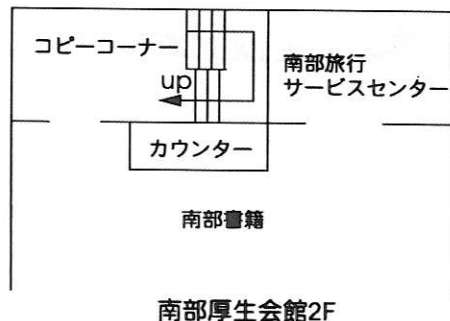 コピーコーナー
up
南部旅行
サービスセンター
カウンター
南部書籍
南部厚生会館2F